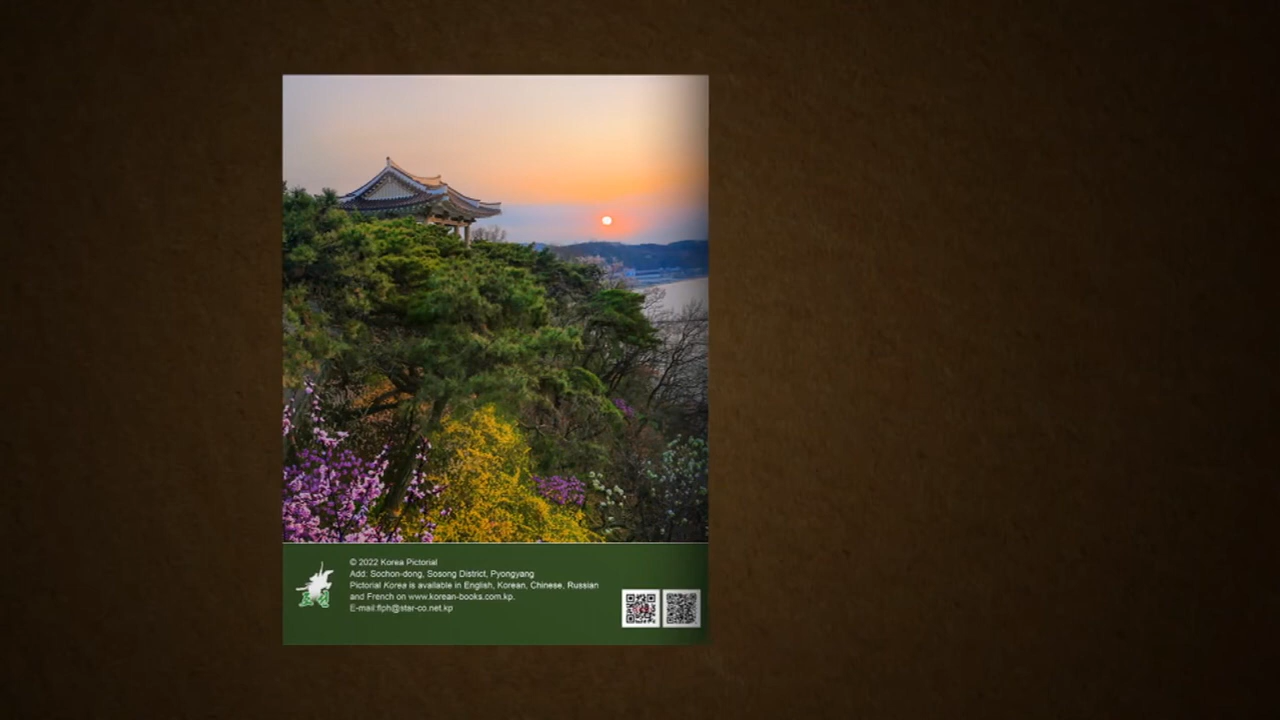 © 2022 Korea Pictorial
Add: Sochon-dong, Sosong District, Pyongyang
Pictorial Korea is available in English, Korean, Chinese, Russian
and French on www.korean-books.com.kp.
E-mail:flph@star-co.net.kp